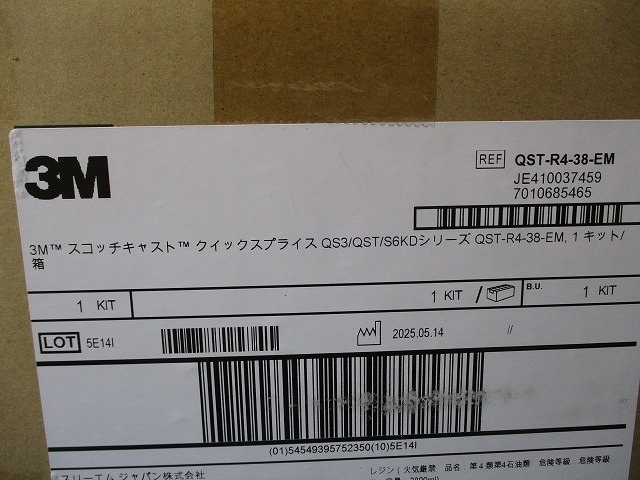 3M
REF QST-R4-38-EM
JE410037459
7010685465
3M™ スコッチキャスト™ クイックスプライス QS3/QST/S6KDシリーズ QST-R4-38-EM, 1 キット/
箱
1 KIT 1 KIT / B.U. 1 KIT
LOT 5E14I 2025.05.14 //
(01)54549395752350(10)5E14I
スリーエム ジャパン株式会社
レジン ( 火気厳禁 品名 第4類第4石油類 危険等級 危険等級